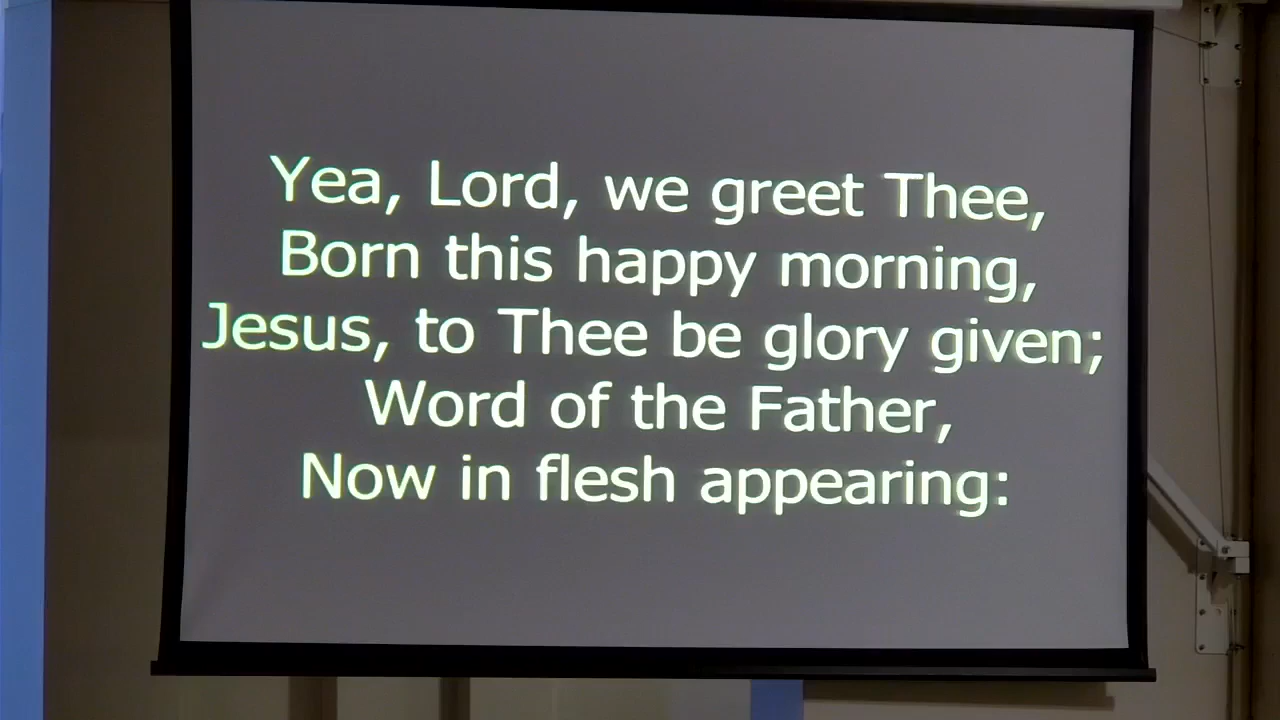 Yea, Lord, we greet Thee,
Born this happy morning,
Jesus, to Thee be glory given;
Word of the Father,
Now in flesh appearing: